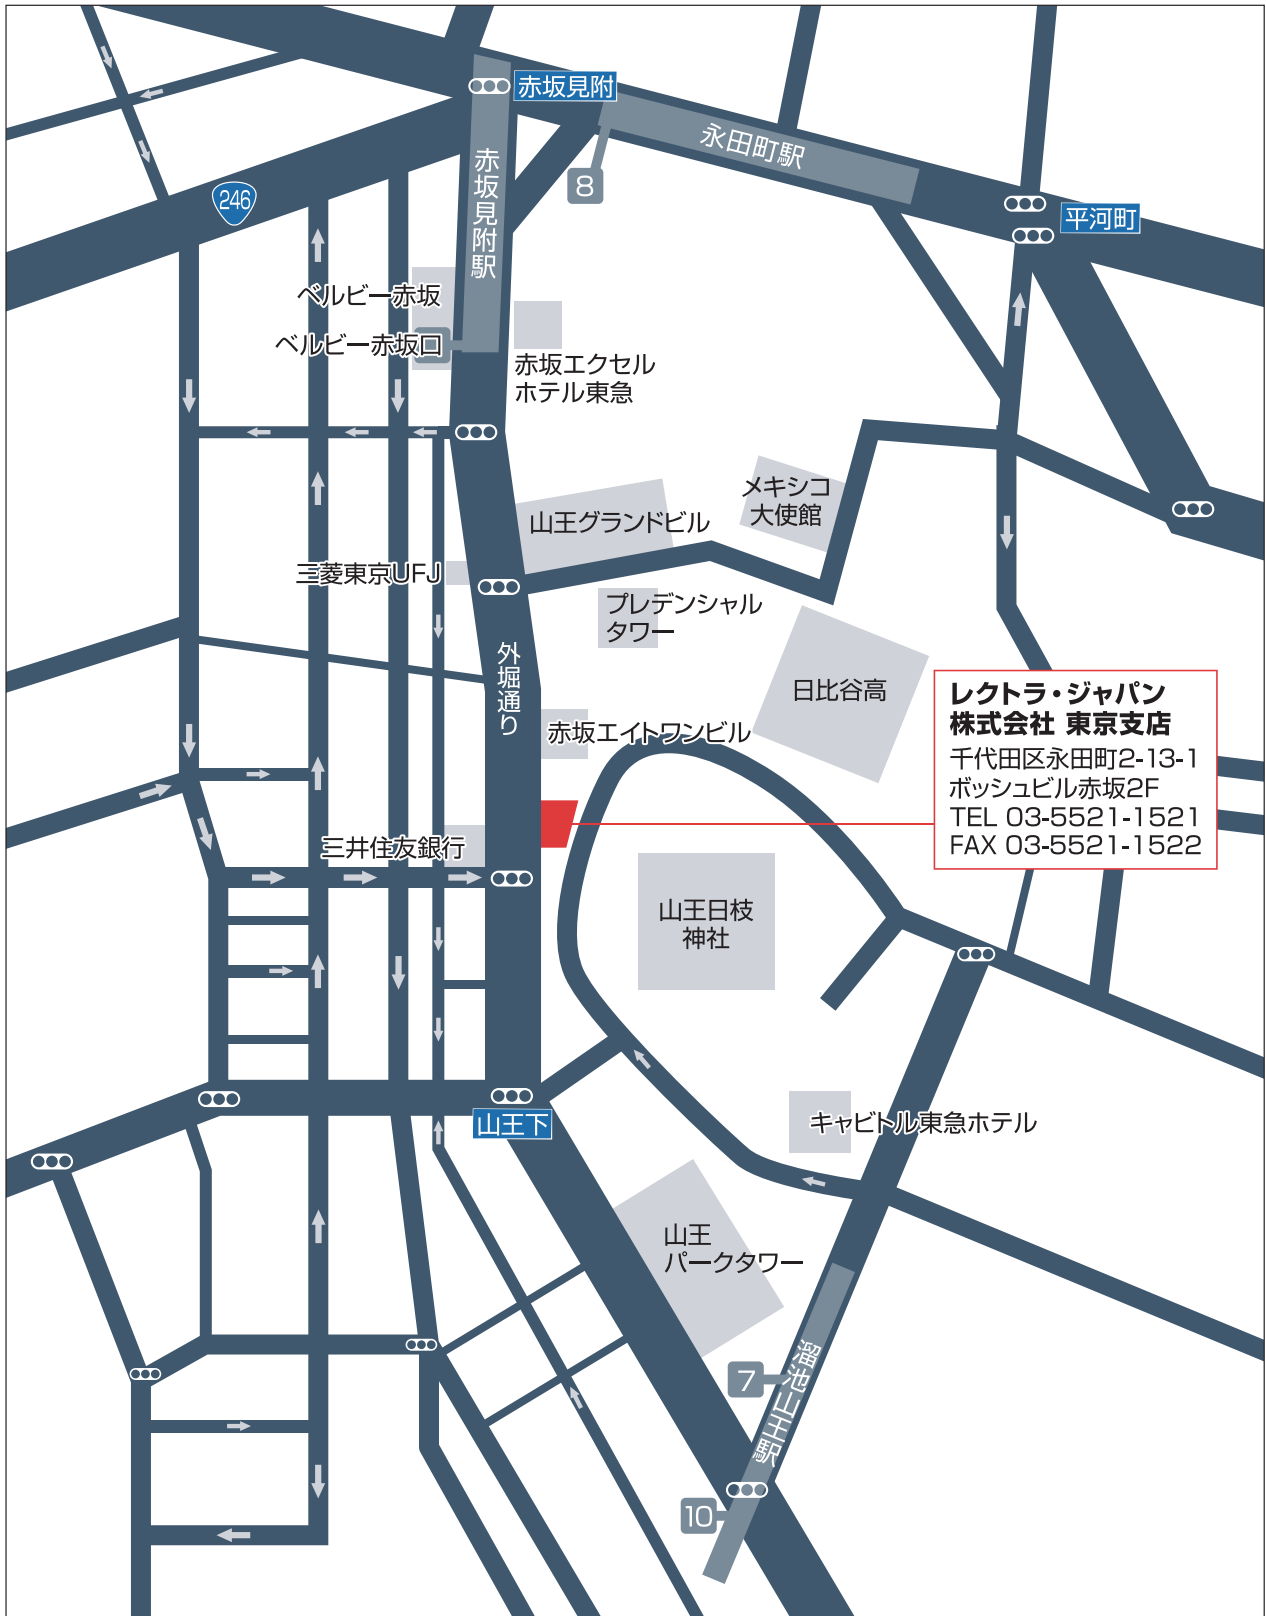 赤坂見附
永田町駅
8
246
赤坂見附駅
平河町
ベルビー赤坂
ベルビー赤坂口
赤坂エクセル
ホテル東急
メキシコ
大使館
山王グランドビル
三菱東京UFJ
プレデンシャル
タワー
外堀通り
日比谷高
レクトラ・ジャパン
株式会社 東京支店
千代田区永田町2-13-1
ボッシュビル赤坂2F
TEL 03-5521-1521
FAX 03-5521-1522
赤坂エイトワンビル
三井住友銀行
山王日枝
神社
山王下
キャピトル東急ホテル
山王
パークタワー
7
溜池山王駅
10